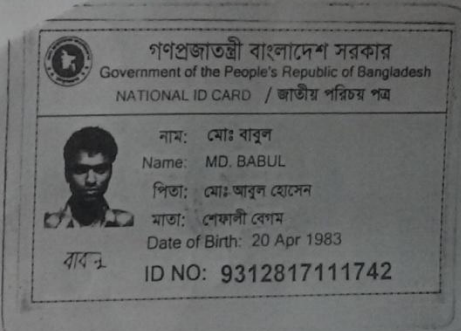 গণপ্রজাতন্ত্রী বাংলাদেশ সরকার
Government of the People's Republic of Bangladesh
NATIONAL ID CARD / জাতীয় পরিচয় পত্র
নাম: মোঃ বাবুল
Name: MD. BABUL
পিতা: মোঃ আবুল হোসেন
মাতা: শেফালী বেগম
Date of Birth: 20 Apr 1983
ID NO: 9312817111742